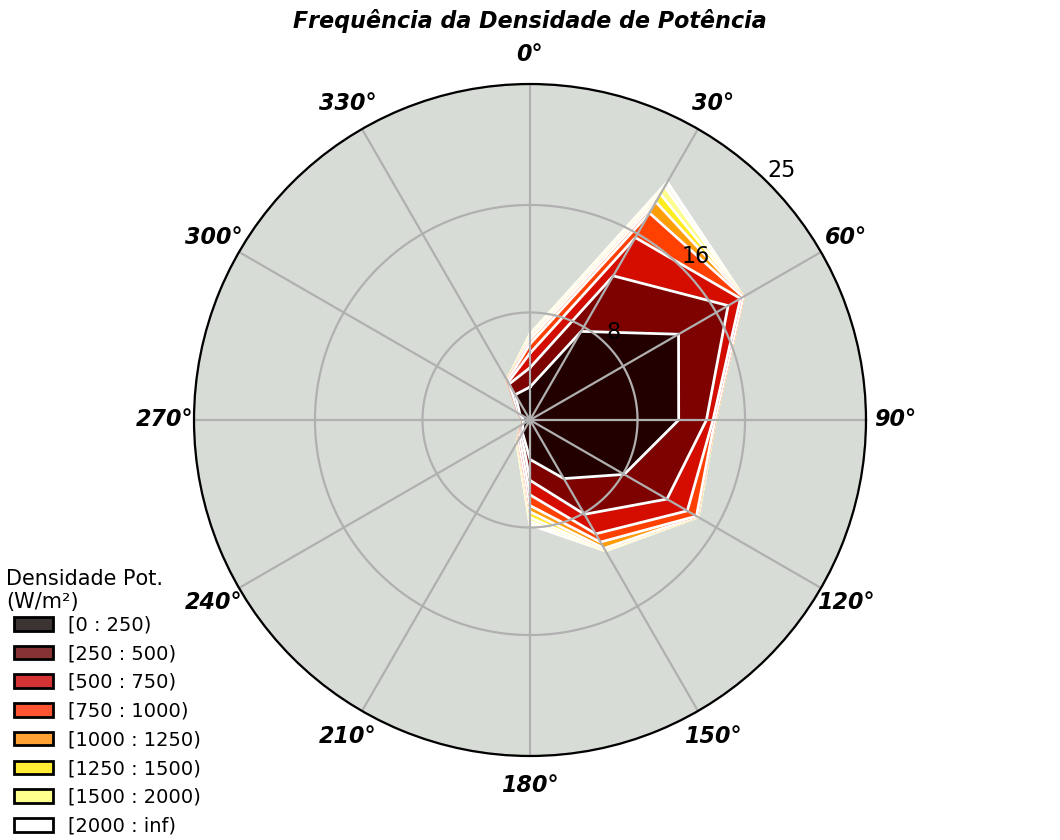 Frequência da Densidade de Potência
0°
330°
30°
25
300°
60°
16
8
270°
90°
240°
120°
210°
150°
180°
Densidade Pot.
(W/m²)
[0 : 250)
[250 : 500)
[500 : 750)
[750 : 1000)
[1000 : 1250)
[1250 : 1500)
[1500 : 2000)
[2000 : inf)